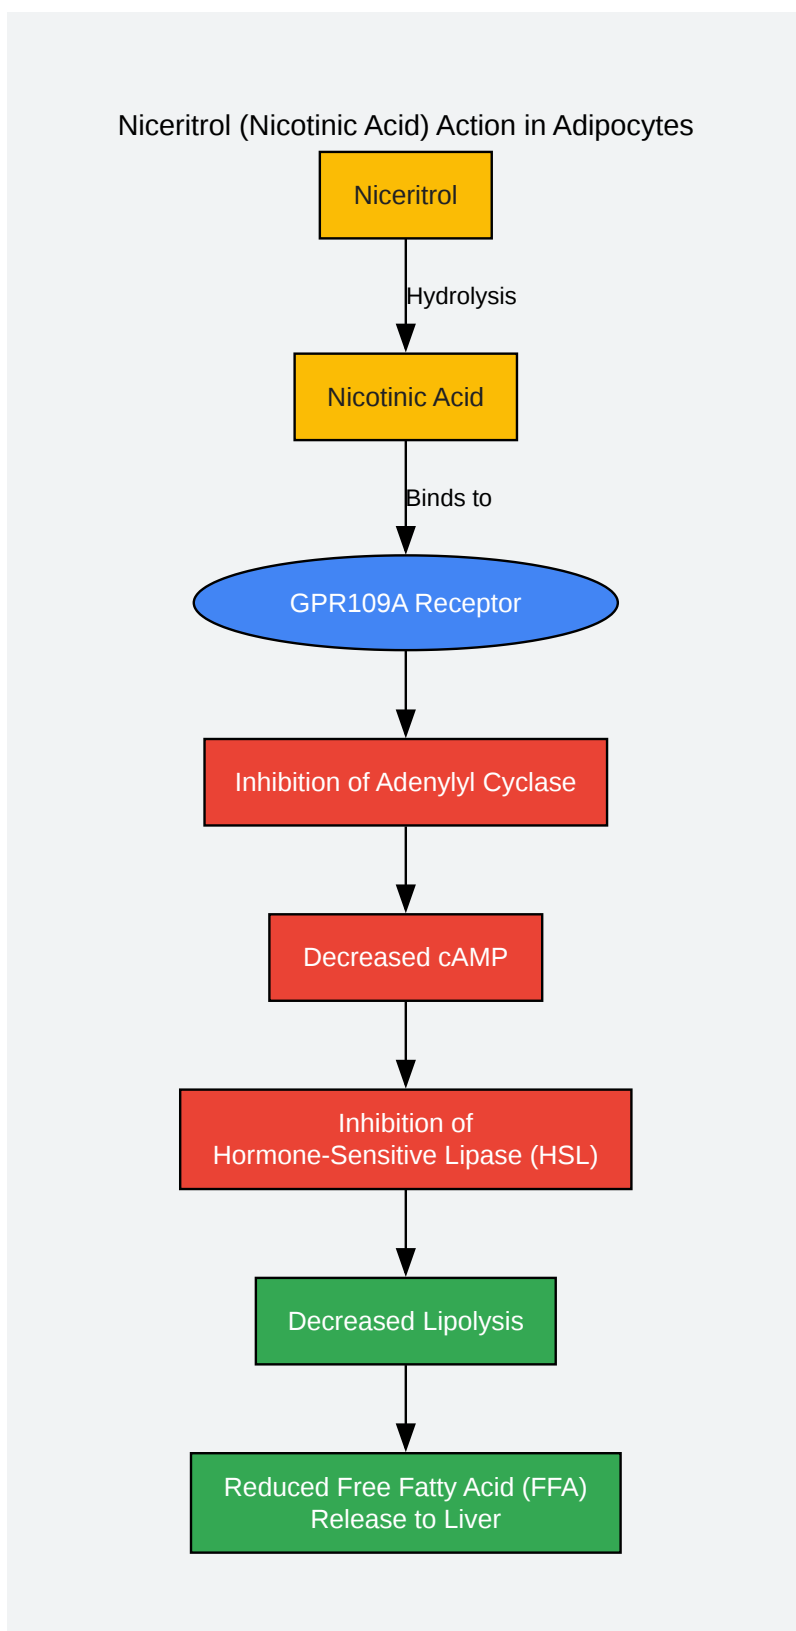 Niceritrol (Nicotinic Acid) Action in Adipocytes
Niceritrol
Hydrolysis
Nicotinic Acid
Binds to
GPR109A Receptor
Inhibition of Adenylyl Cyclase
Decreased cAMP
Inhibition of
Hormone-Sensitive Lipase (HSL)
Decreased Lipolysis
Reduced Free Fatty Acid (FFA)
Release to Liver